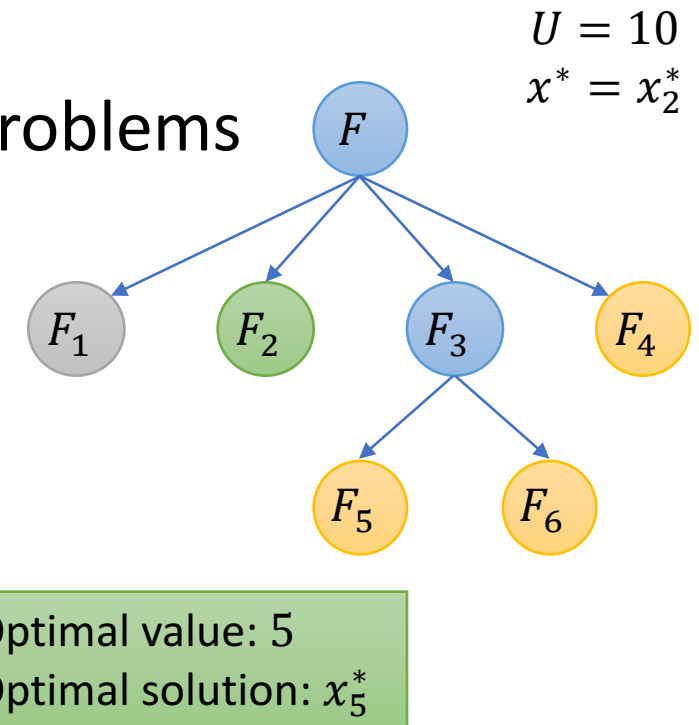 U = 10
x* = x₂*
roblems
F
F₁ F₂ F₃ F₄
F₅ F₆
ptimal value: 5
ptimal solution: x₅*